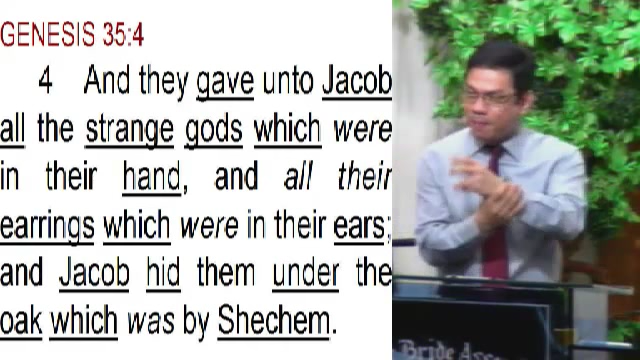 GENESIS 35:4
4 And they gave unto Jacob
all the strange gods which were
in their hand, and all their
earrings which were in their ears;
and Jacob hid them under the
oak which was by Shechem.
Bride